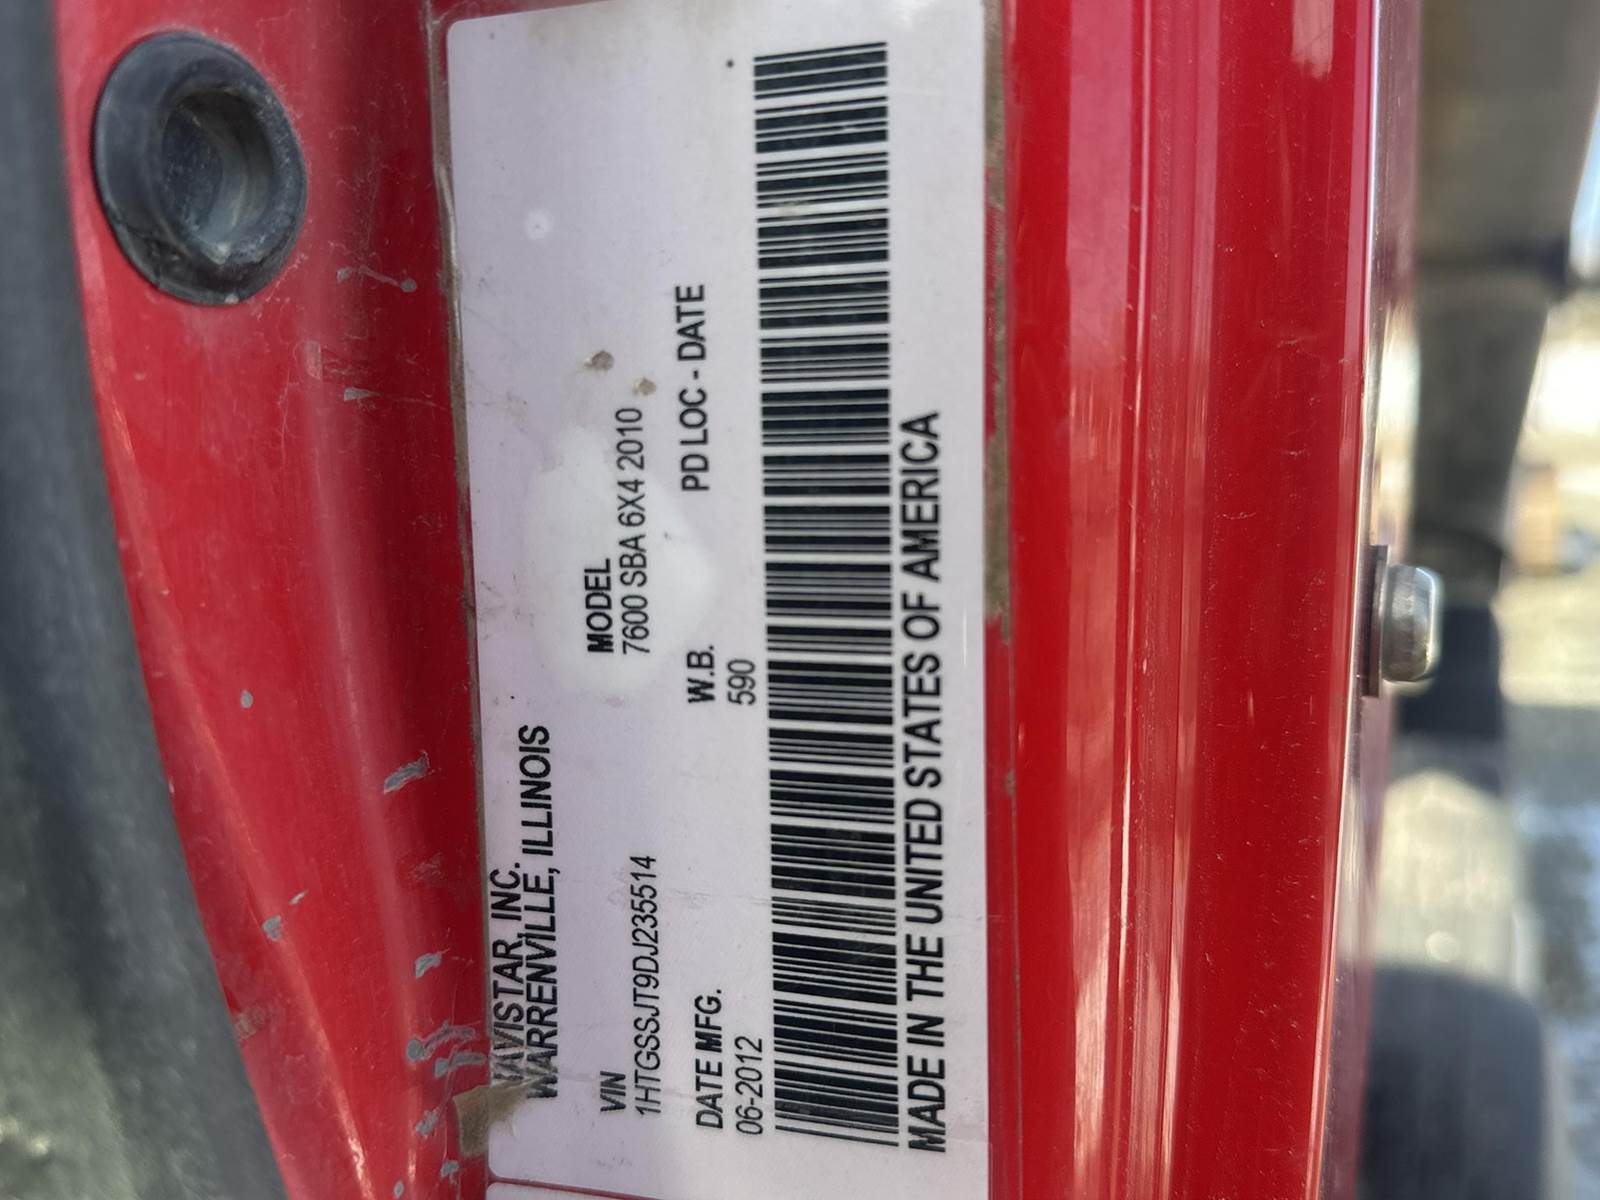 NAVISTAR, INC.
WARRENVILLE, ILLINOIS
VIN
1HTGSSJT9DJ235514
MODEL
7600 SBA 6X4 2010
DATE MFG.
06-2012
W.B.
590
PD LOC - DATE
MADE IN THE UNITED STATES OF AMERICA